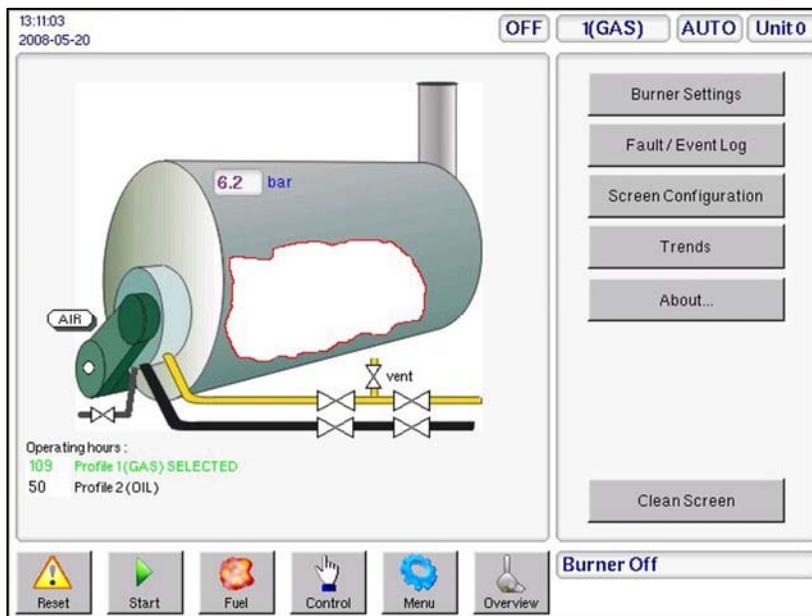 13:11:03
2008-05-20
OFF
1(GAS)
AUTO
Unit 0
6.2 bar
AIR
vent
Operating hours :
109 Profile 1(GAS) SELECTED
50 Profile 2 (OIL)
Burner Settings
Fault / Event Log
Screen Configuration
Trends
About...
Clean Screen
Reset
Start
Fuel
Control
Menu
Overview
Burner Off